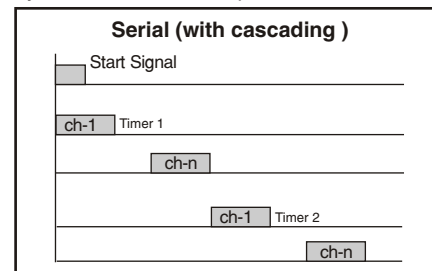 Serial (with cascading )
Start Signal
ch-1 Timer 1
ch-n
ch-1 Timer 2
ch-n